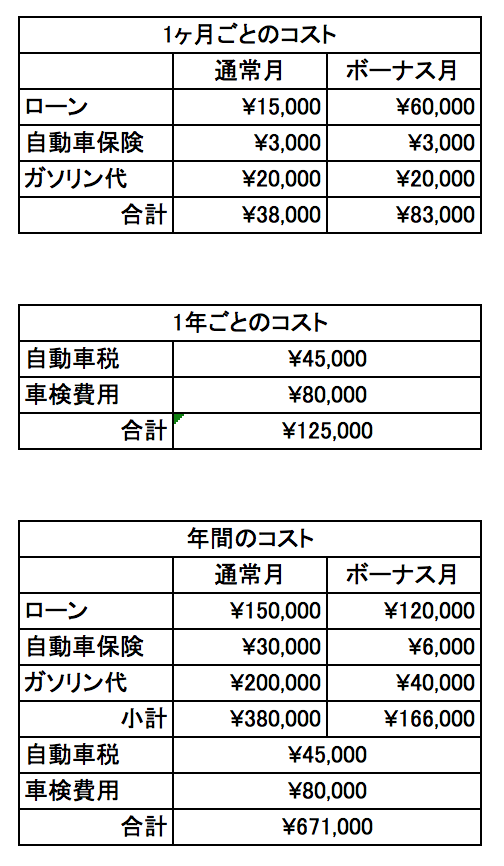 1ヶ月ごとのコスト
通常月 ボーナス月
ローン ¥15,000 ¥60,000
自動車保険 ¥3,000 ¥3,000
ガソリン代 ¥20,000 ¥20,000
合計 ¥38,000 ¥83,000
1年ごとのコスト
自動車税 ¥45,000
車検費用 ¥80,000
合計 ¥125,000
年間のコスト
通常月 ボーナス月
ローン ¥150,000 ¥120,000
自動車保険 ¥30,000 ¥6,000
ガソリン代 ¥200,000 ¥40,000
小計 ¥380,000 ¥166,000
自動車税 ¥45,000
車検費用 ¥80,000
合計 ¥671,000